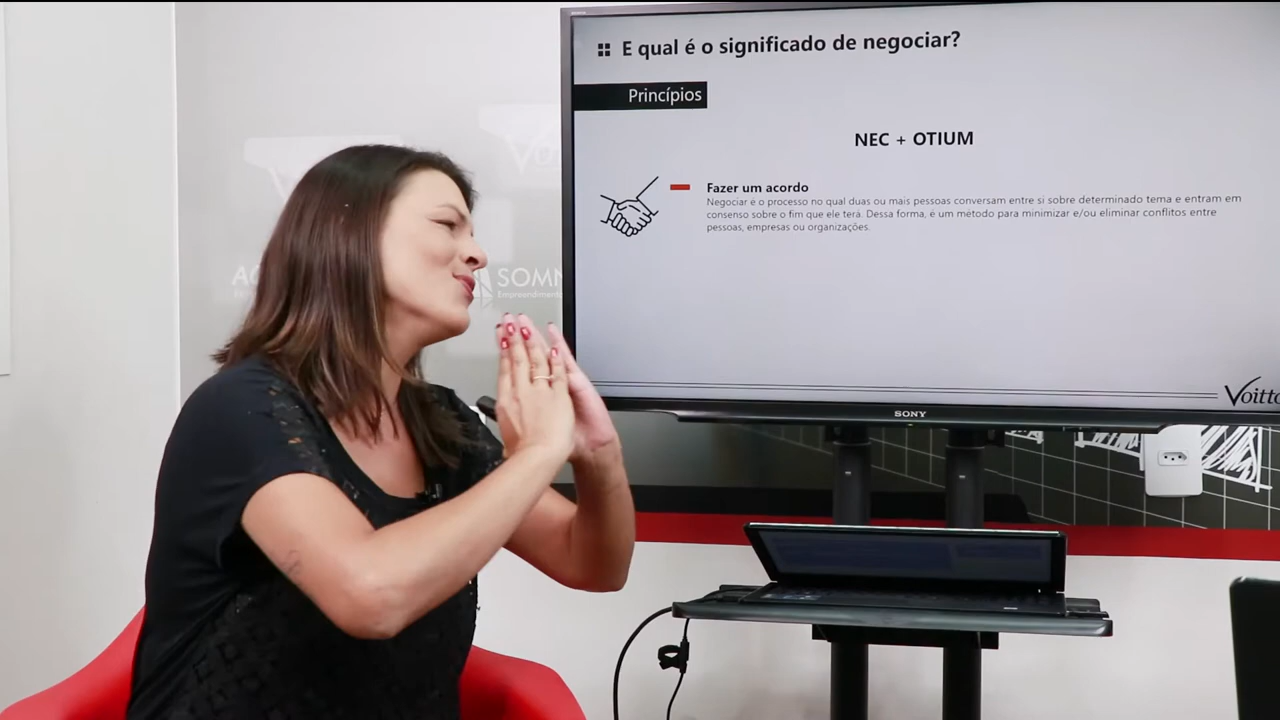 E qual é o significado de negociar?
Princípios
NEC + OTIUM
Fazer um acordo
Negociar é o processo no qual duas ou mais pessoas conversam entre si sobre determinado tema e entram em
consenso sobre o fim que ele terá. Dessa forma, é um método para minimizar e/ou eliminar conflitos entre
pessoas, empresas ou organizações.
Voitto
SONY
SOMN
Empreendimento